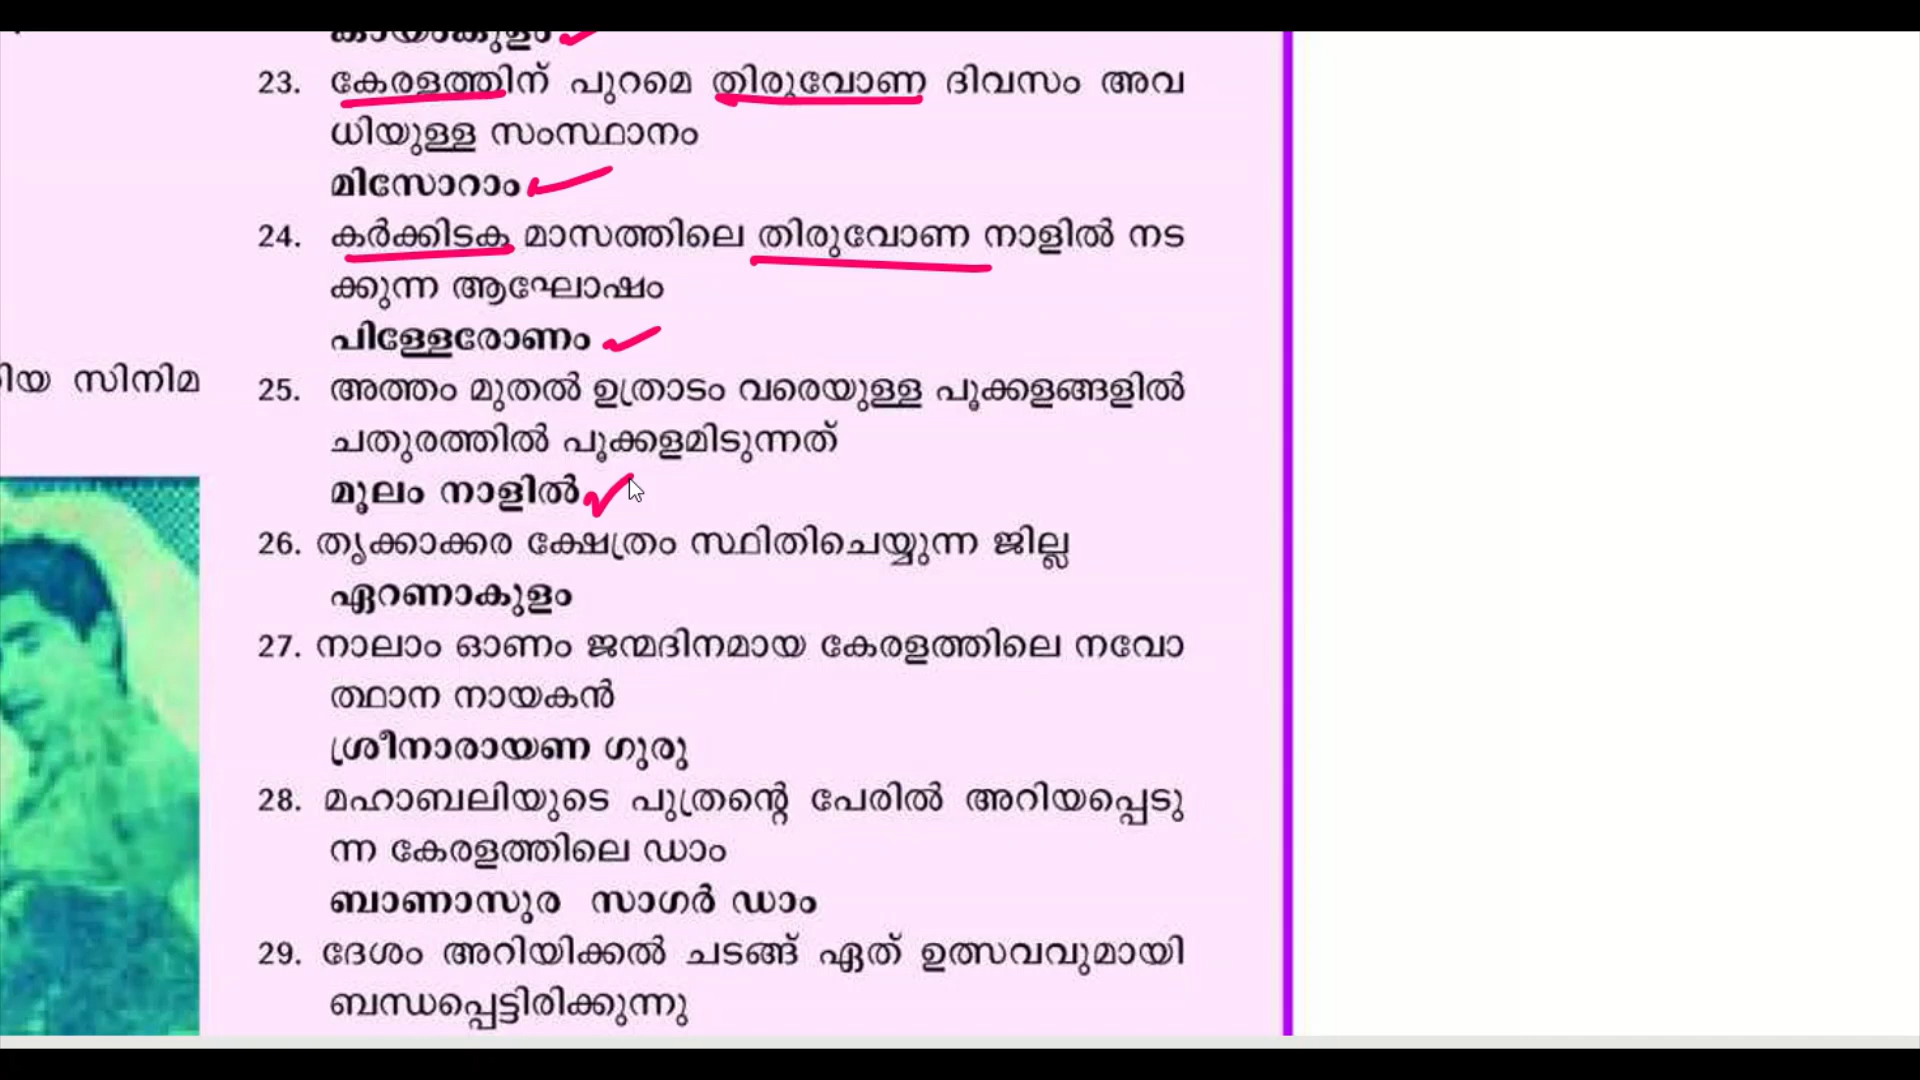 കായംകുളം
23. കേരളത്തിന് പുറമെ തിരുവോണ ദിവസം അവ
ധിയുള്ള സംസ്ഥാനം
മിസോറാം
24. കർക്കിടക മാസത്തിലെ തിരുവോണ നാളിൽ നട
ക്കുന്ന ആഘോഷം
പിള്ളേരോണം
25. അത്തം മുതൽ ഉത്രാടം വരെയുള്ള പൂക്കളങ്ങളിൽ
ചതുരത്തിൽ പൂക്കളമിടുന്നത്
മൂലം നാളിൽ
26. തൃക്കാക്കര ക്ഷേത്രം സ്ഥിതിചെയ്യുന്ന ജില്ല
ഏറണാകുളം
27. നാലാം ഓണം ജന്മദിനമായ കേരളത്തിലെ നവോ
ത്ഥാന നായകൻ
ശ്രീനാരായണ ഗുരു
28. മഹാബലിയുടെ പുത്രന്റെ പേരിൽ അറിയപ്പെടു
ന്ന കേരളത്തിലെ ഡാം
ബാണാസുര സാഗർ ഡാം
29. ദേശം അറിയിക്കൽ ചടങ്ങ് ഏത് ഉത്സവവുമായി
ബന്ധപ്പെട്ടിരിക്കുന്നു
സിനിമ